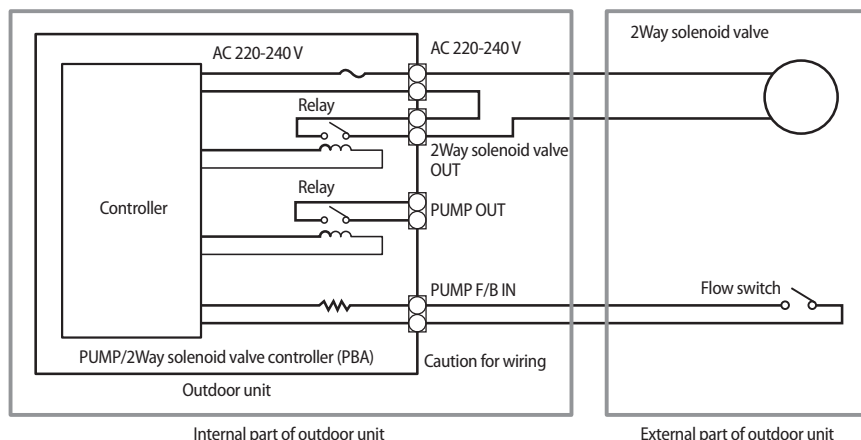 AC 220-240 V
AC 220-240 V
2Way solenoid valve
Relay
2Way solenoid valve
OUT
Relay
Controller
PUMP OUT
PUMP F/B IN
Flow switch
PUMP/2Way solenoid valve controller (PBA)
Caution for wiring
Outdoor unit
Internal part of outdoor unit
External part of outdoor unit